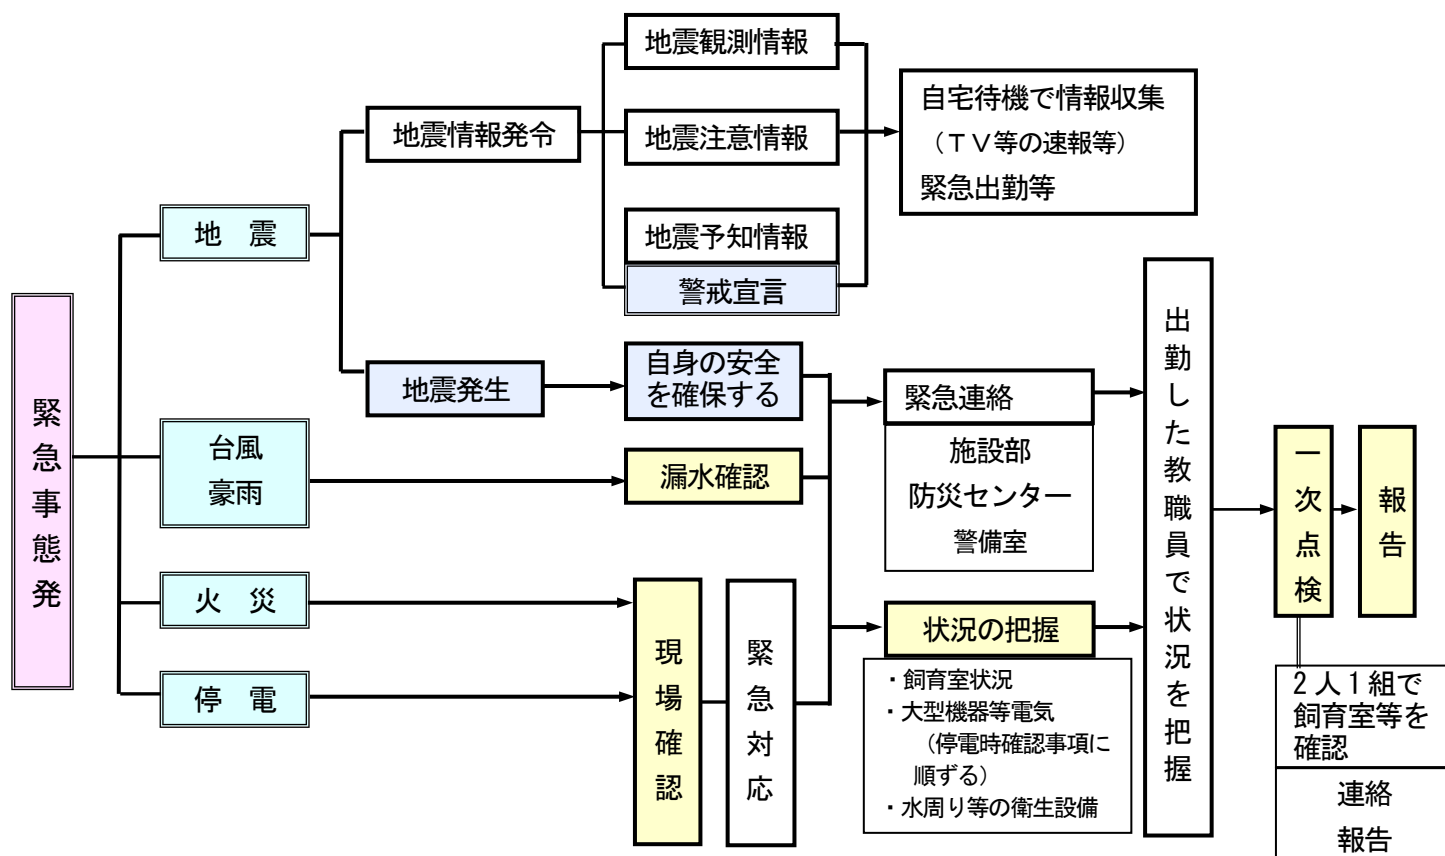 緊急事態発
地 震
台風
豪雨
火 災
停 電
地震情報発令
地震発生
地震観測情報
地震注意情報
地震予知情報
警戒宣言
自身の安全
を確保する
漏水確認
現場確認
緊急対応
自宅待機で情報収集
(TV等の速報等)
緊急出勤等
緊急連絡
施設部
防災センター
警備室
状況の把握
・飼育室状況
・大型機器等電気
(停電時確認事項に
順ずる)
・水周り等の衛生設備
出勤した教職員で状況を把握
一次点検
報告
2人1組で
飼育室等を
確認
連絡
報告